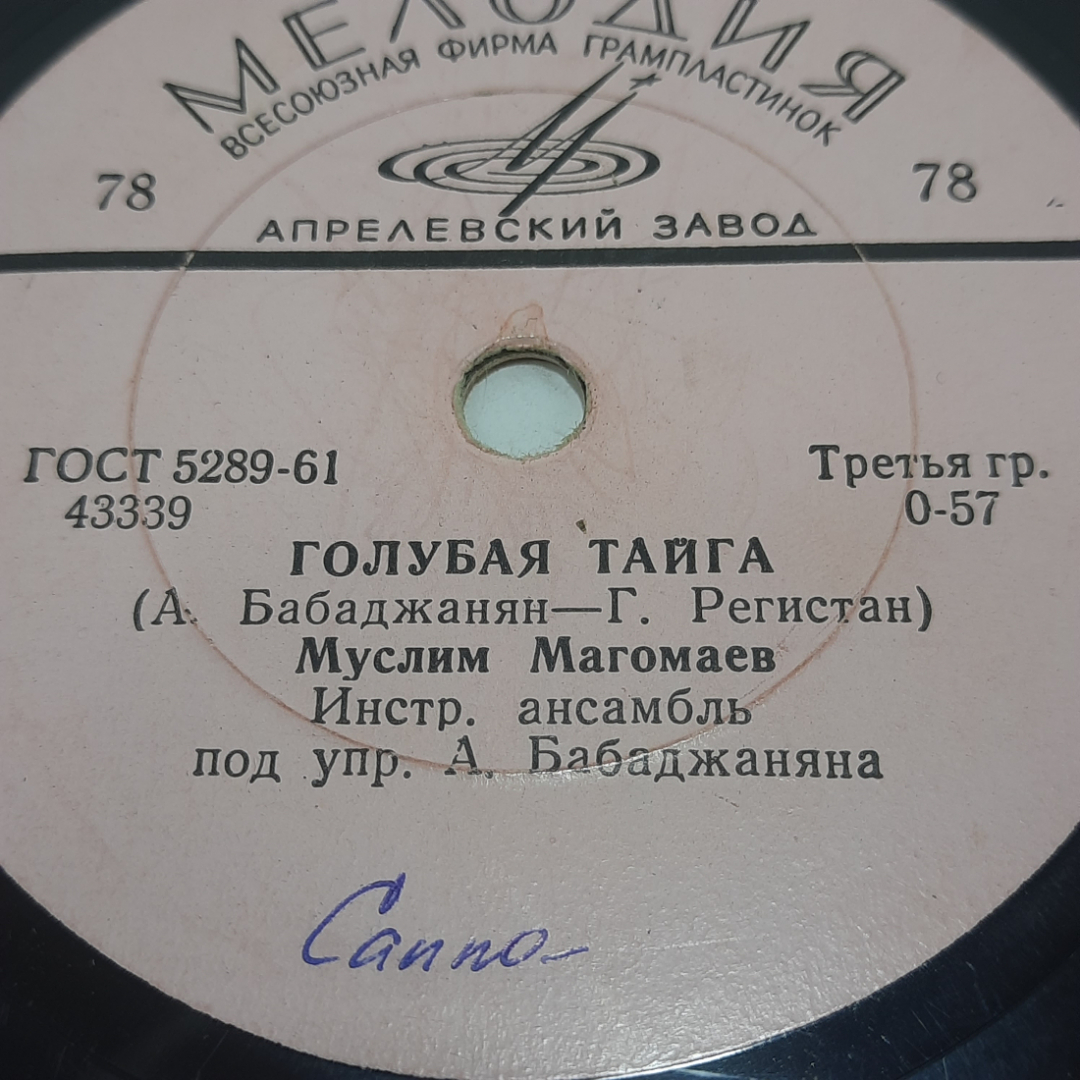 МЕЛОДИЯ
ВСЕСОЮЗНАЯ ФИРМА ГРАМПЛАСТИНОК
78 78
АПРЕЛЕВСКИЙ ЗАВОД
ГОСТ 5289-61 Третья гр.
43339 0-57
ГОЛУБАЯ ТАЙГА
(А. Бабаджанян—Г. Регистан)
Муслим Магомаев
Инстр. ансамбль
под упр. А. Бабаджаняна